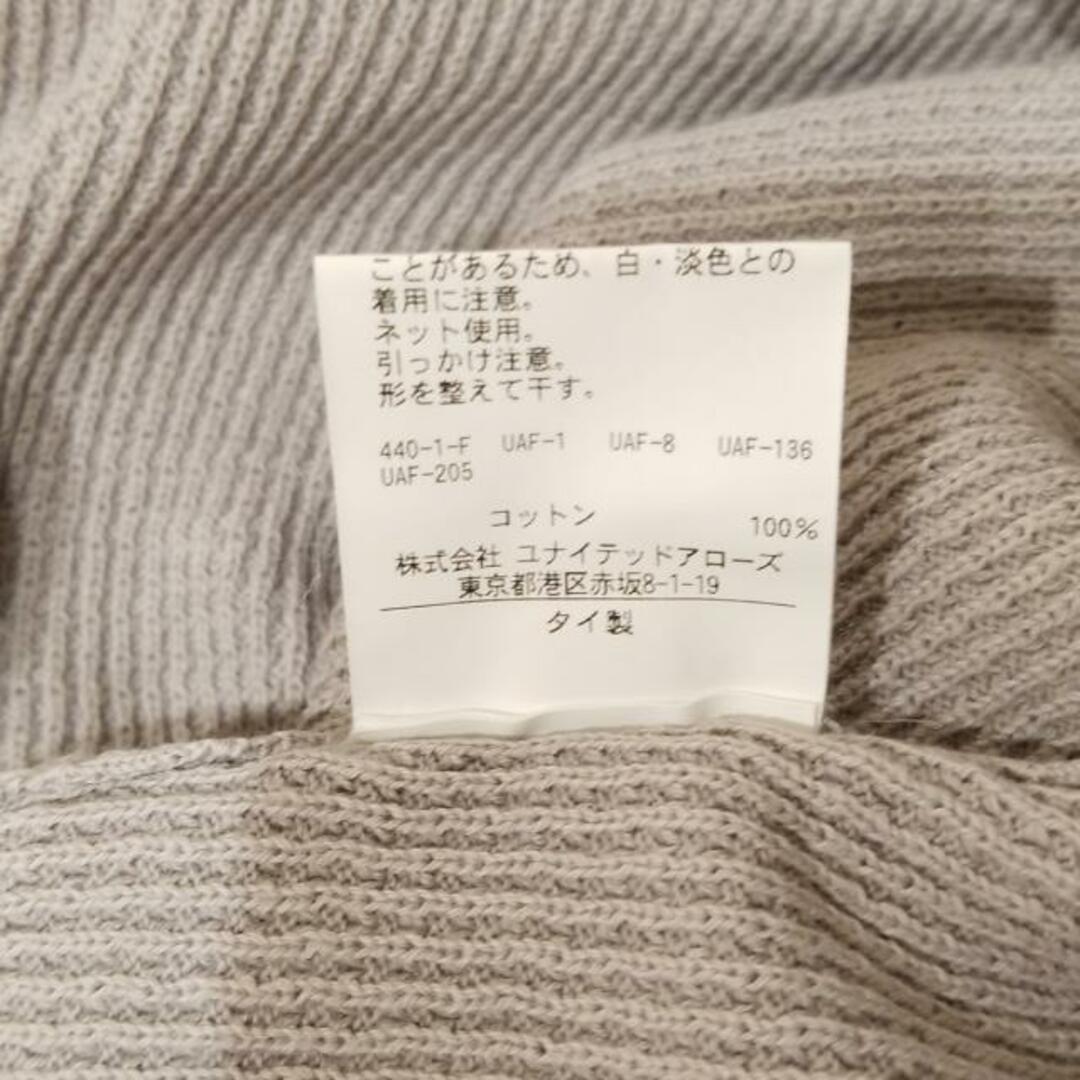 ことがあるため、白・淡色との
着用に注意。
ネット使用。
引っかけ注意。
形を整えて干す。
440-1-F UAF-1 UAF-8 UAF-136
UAF-205
コットン 100%
株式会社 ユナイテッドアローズ
東京都港区赤坂8-1-19
タイ製